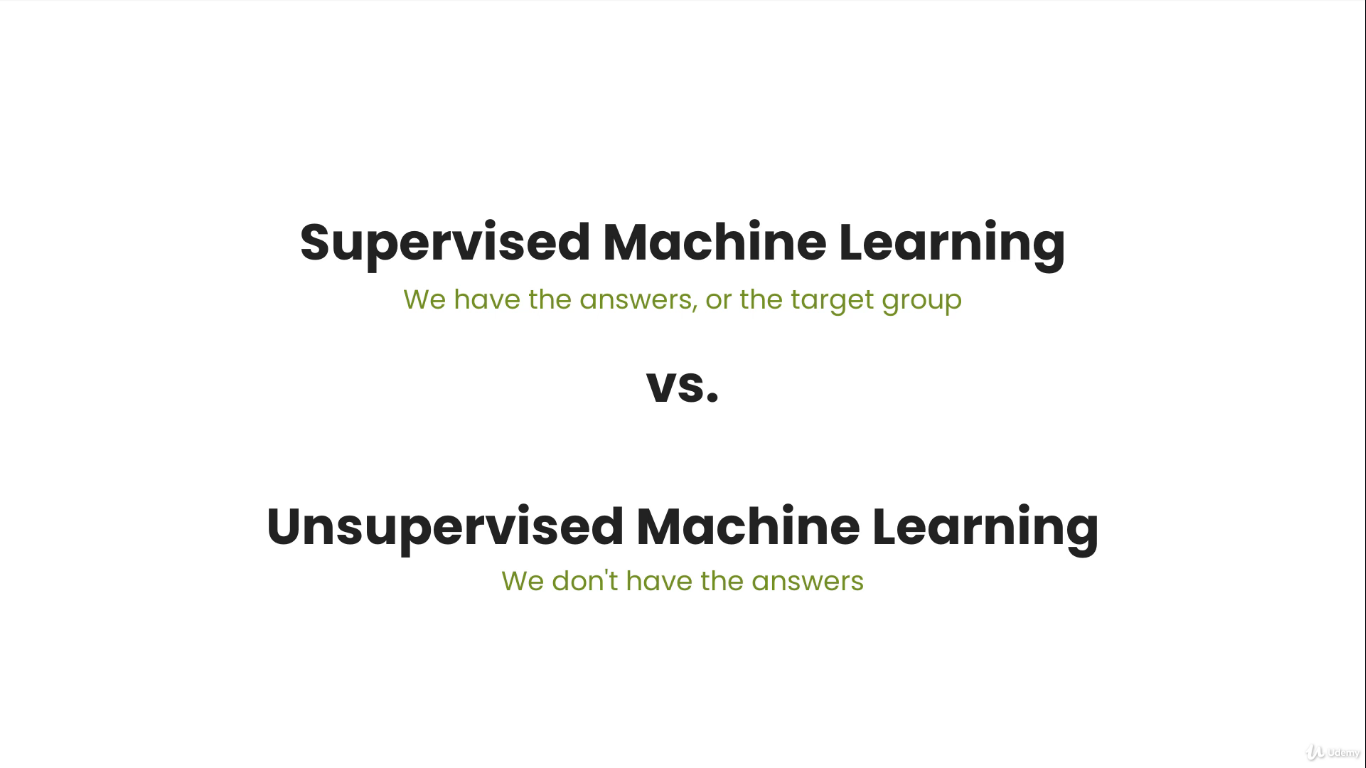 Supervised Machine Learning
We have the answers, or the target group
vs.
Unsupervised Machine Learning
We don't have the answers
Udemy